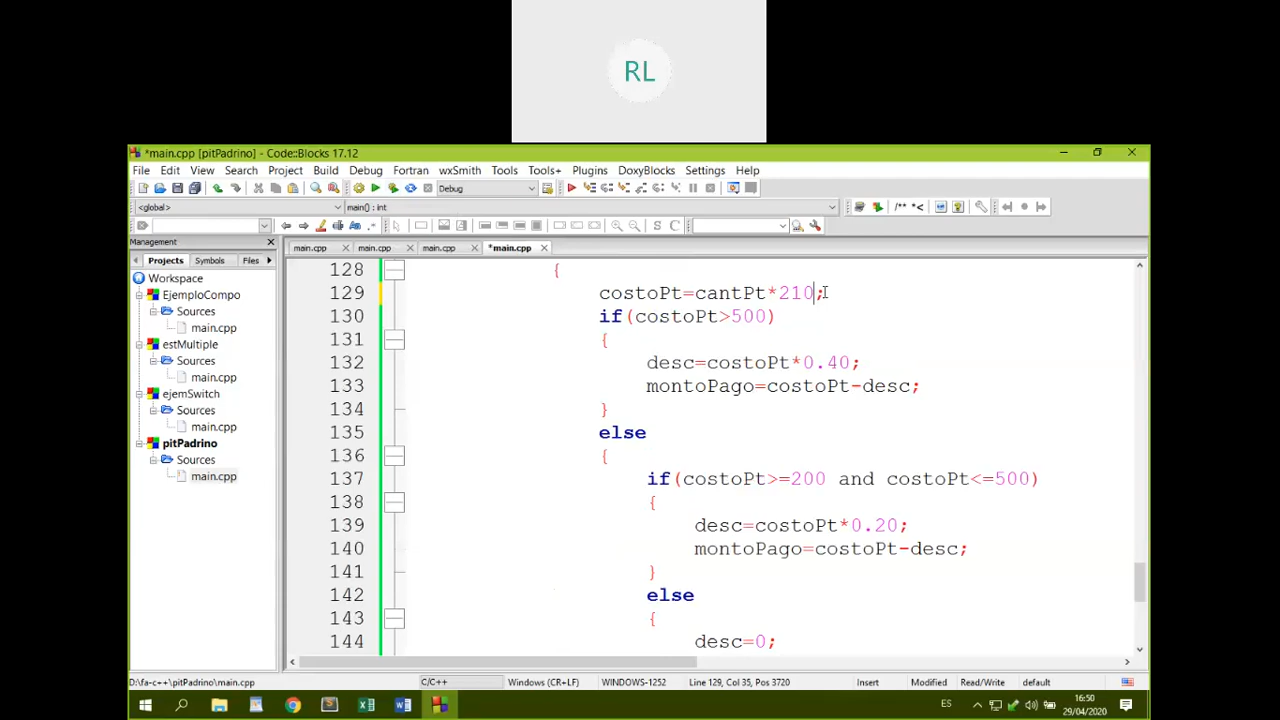 RL
*main.cpp [pitPadrino] - Code::Blocks 17.12
File Edit View Search Project Build Debug Fortran wxSmith Tools Tools+ Plugins DoxyBlocks Settings Help
Debug
<global> main() : int /** *<
Aa .* S C
Management
main.cpp main.cpp main.cpp *main.cpp
Projects Symbols Files
Workspace
EjemploCompo
Sources
main.cpp
estMultiple
Sources
main.cpp
ejemSwitch
Sources
main.cpp
pitPadrino
Sources
main.cpp
128 {
129 costoPt=cantPt*210;
130 if(costoPt>500)
131 {
132 desc=costoPt*0.40;
133 montoPago=costoPt-desc;
134 }
135 else
136 {
137 if(costoPt>=200 and costoPt<=500)
138 {
139 desc=costoPt*0.20;
140 montoPago=costoPt-desc;
141 }
142 else
143 {
144 desc=0;
D:\fa-c++\pitPadrino\main.cpp C/C++ Windows (CR+LF) WINDOWS-1252 Line 129, Col 35, Pos 3720 Insert Modified Read/Write default
ES 16:50
29/04/2020